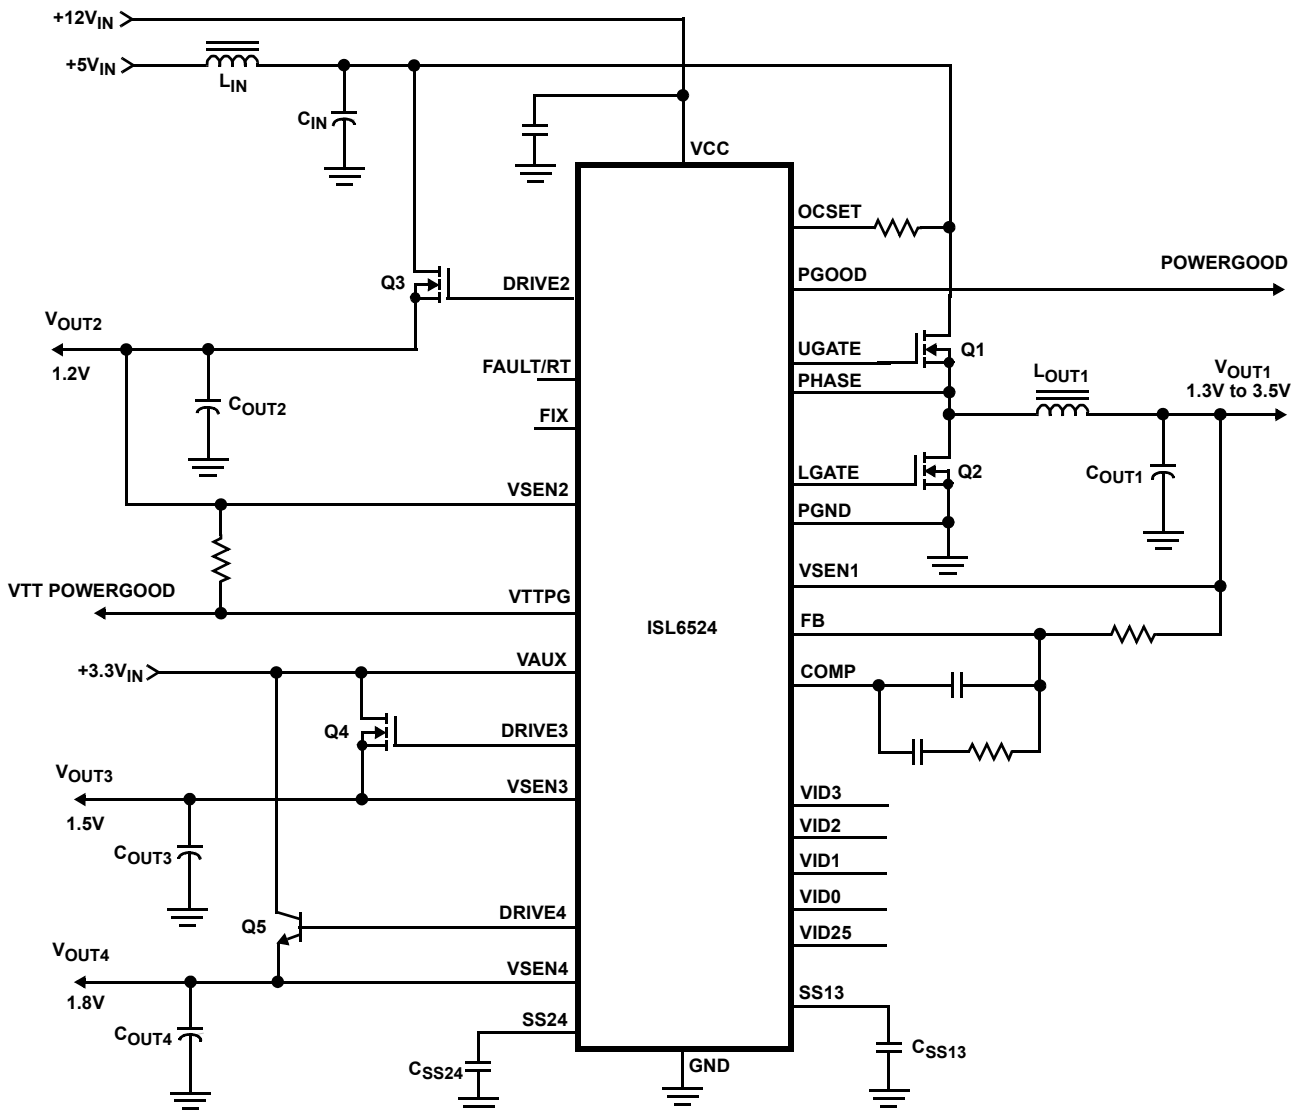 +12VIN
+5VIN
LIN
CIN
VCC
OCSET
PGOOD
POWERGOOD
Q3
DRIVE2
VOUT2
1.2V
COUT2
FAULT/RT
FIX
UGATE
Q1
PHASE
LOUT1
VOUT1
1.3V to 3.5V
LGATE
Q2
COUT1
PGND
VSEN2
VSEN1
VTT POWERGOOD
VTTPG
ISL6524
FB
+3.3VIN
VAUX
COMP
Q4
DRIVE3
VOUT3
1.5V
VSEN3
COUT3
VID3
VID2
VID1
VID0
VID25
Q5
DRIVE4
VOUT4
1.8V
VSEN4
COUT4
SS24
CSS24
SS13
CSS13
GND